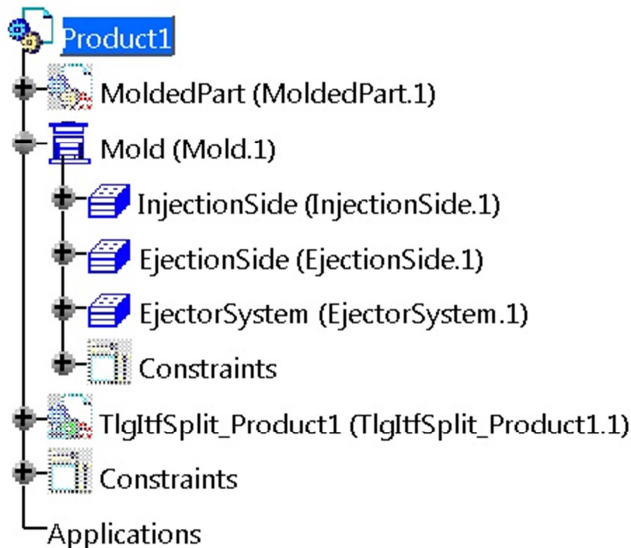 Product1
MoldedPart (MoldedPart.1)
Mold (Mold.1)
InjectionSide (InjectionSide.1)
EjectionSide (EjectionSide.1)
EjectorSystem (EjectorSystem.1)
Constraints
TlgItfSplit_Product1 (TlgItfSplit_Product1.1)
Constraints
Applications